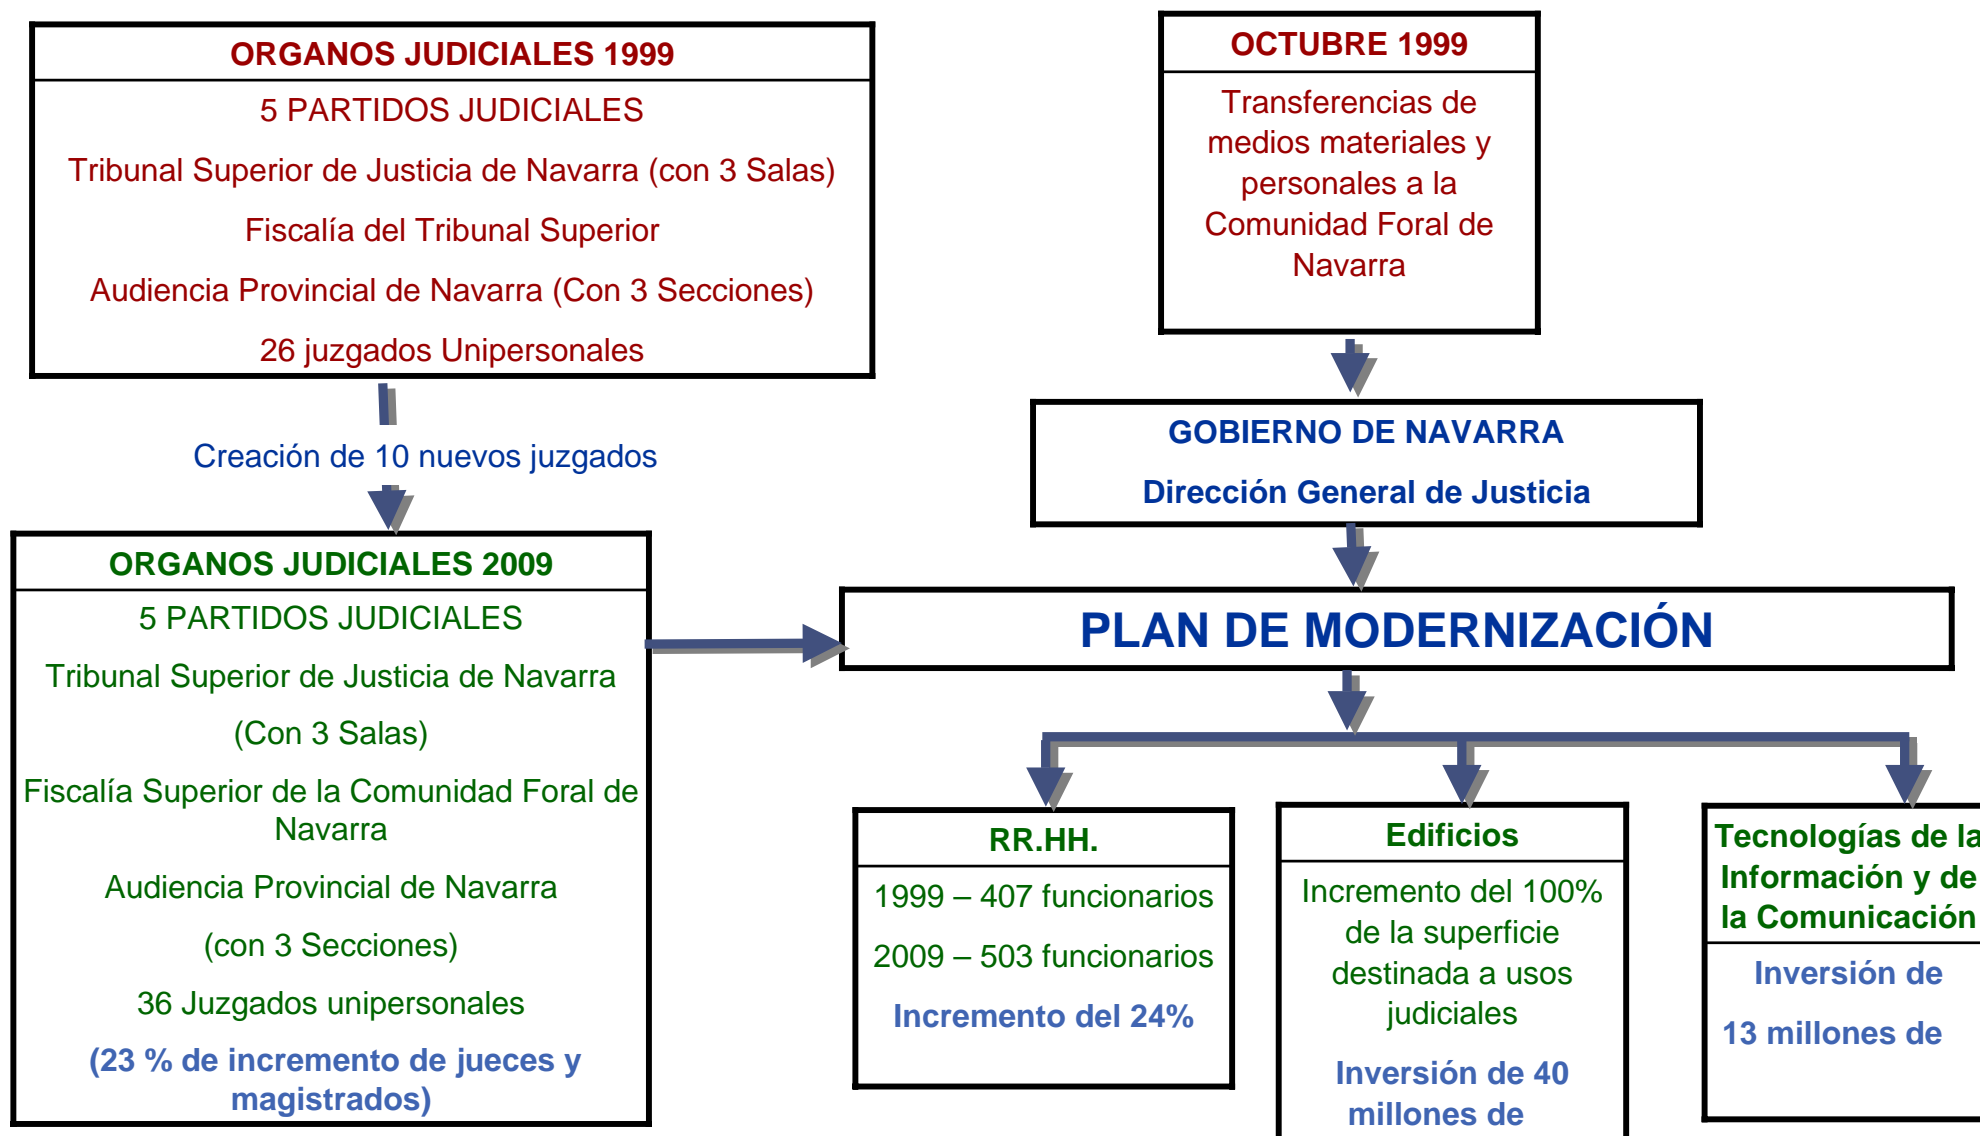 ORGANOS JUDICIALES 1999
5 PARTIDOS JUDICIALES
Tribunal Superior de Justicia de Navarra (con 3 Salas)
Fiscalía del Tribunal Superior
Audiencia Provincial de Navarra (Con 3 Secciones)
26 juzgados Unipersonales
Creación de 10 nuevos juzgados
ORGANOS JUDICIALES 2009
5 PARTIDOS JUDICIALES
Tribunal Superior de Justicia de Navarra
(Con 3 Salas)
Fiscalía Superior de la Comunidad Foral de
Navarra
Audiencia Provincial de Navarra
(con 3 Secciones)
36 Juzgados unipersonales
(23 % de incremento de jueces y
magistrados)
OCTUBRE 1999
Transferencias de
medios materiales y
personales a la
Comunidad Foral de
Navarra
GOBIERNO DE NAVARRA
Dirección General de Justicia
PLAN DE MODERNIZACIÓN
RR.HH.
1999 – 407 funcionarios
2009 – 503 funcionarios
Incremento del 24%
Edificios
Incremento del 100%
de la superficie
destinada a usos
judiciales
Inversión de 40
millones de
Tecnologías de la
Información y de
la Comunicación
Inversión de
13 millones de